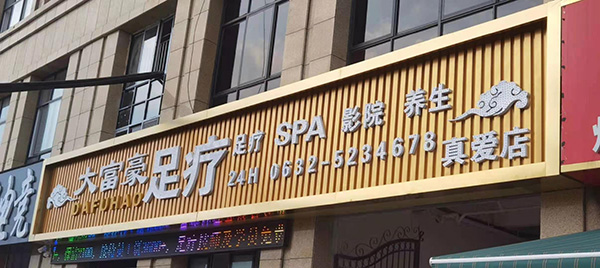 大富豪
DAFUHAO
足疗
足疗 SPA 影院 养生
24H 0632-5234678
真爱店